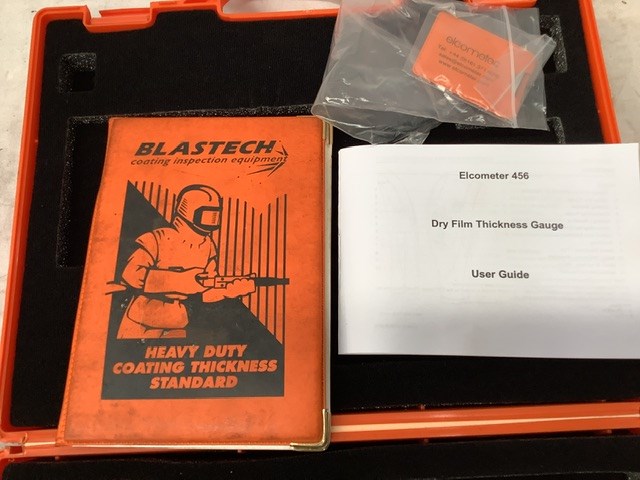 elcometer
BLASTECH
coating inspection equipment
HEAVY DUTY
COATING THICKNESS
STANDARD
Elcometer 456
Dry Film Thickness Gauge
User Guide